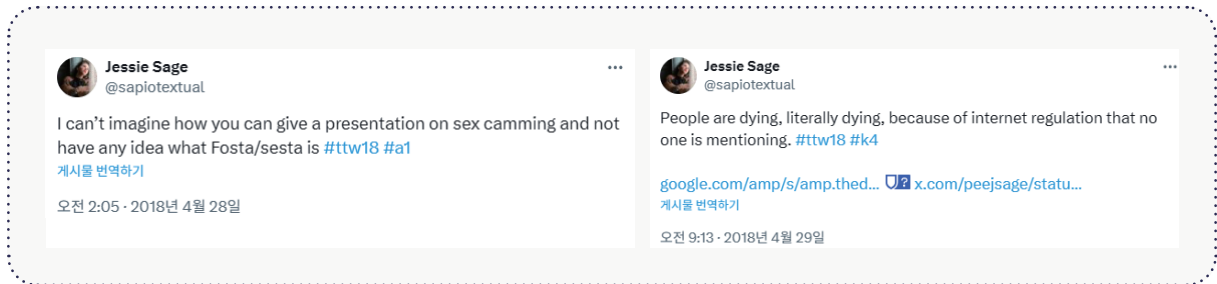 Jessie Sage
@sapiotextual
I can’t imagine how you can give a presentation on sex camming and not
have any idea what Fosta/sesta is #ttw18 #a1
게시물 번역하기
오전 2:05 · 2018년 4월 28일
Jessie Sage
@sapiotextual
People are dying, literally dying, because of internet regulation that no
one is mentioning. #ttw18 #k4
google.com/amp/s/amp.thed... x.com/peejsage/statu...
게시물 번역하기
오전 9:13 · 2018년 4월 29일